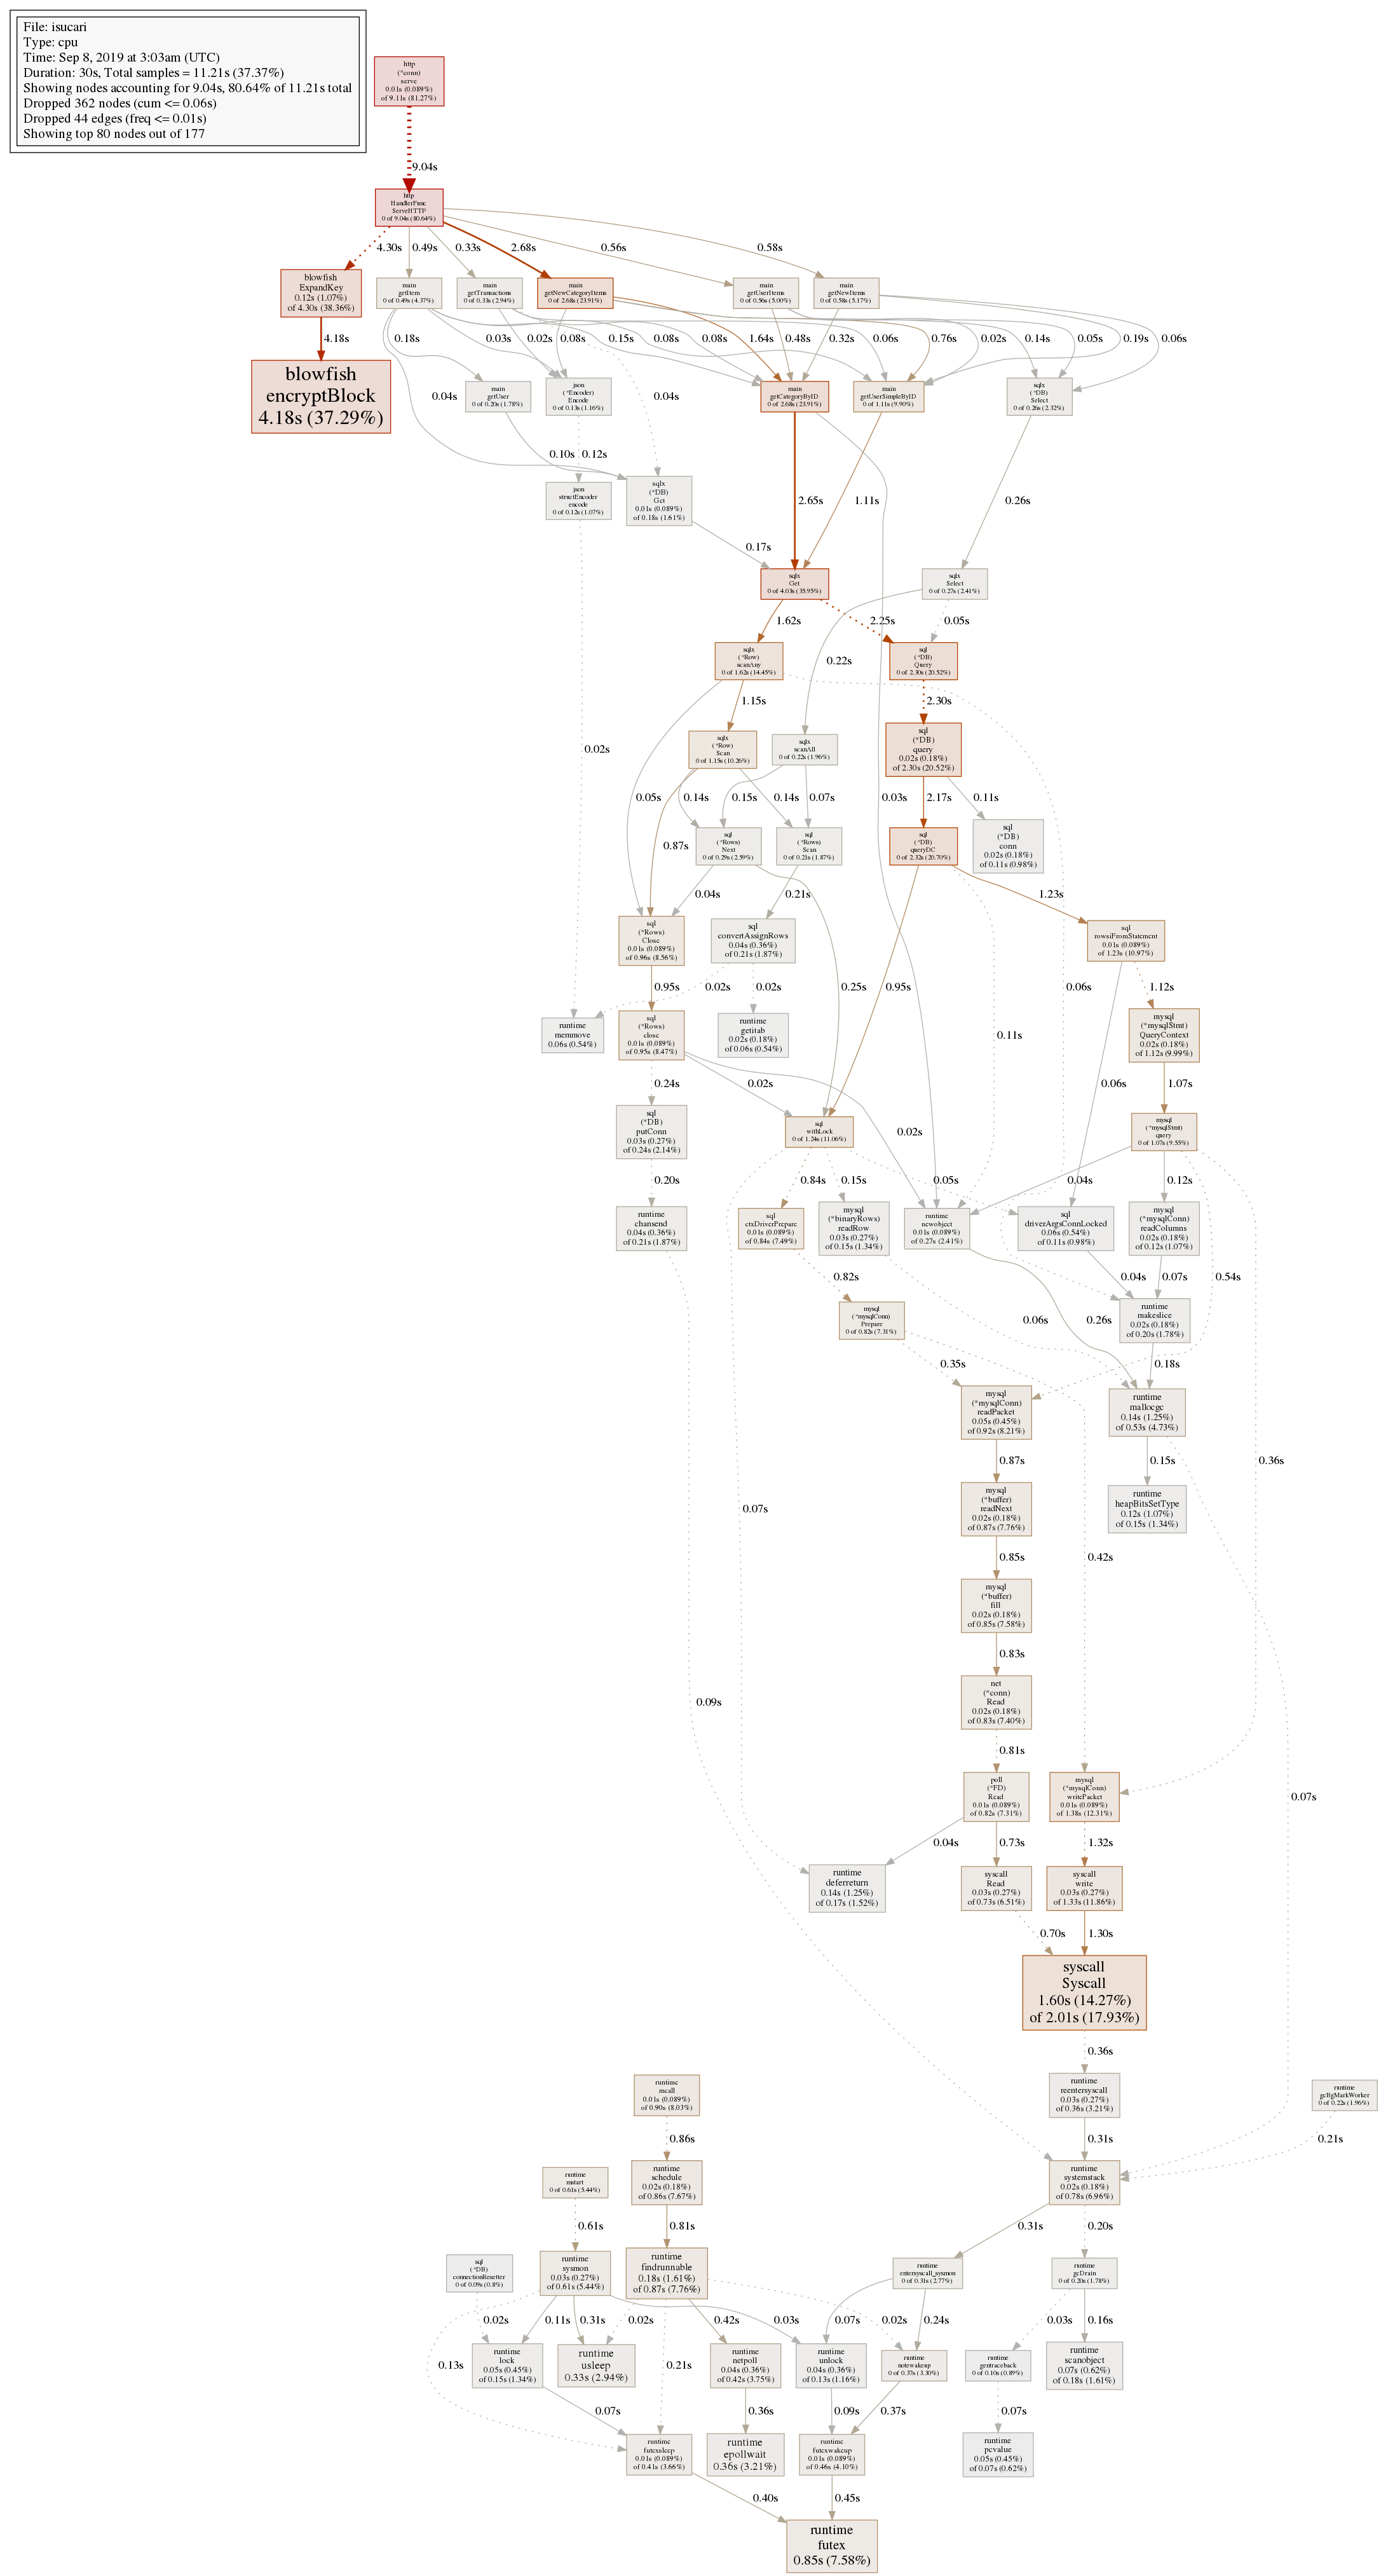 File: isucari
Type: cpu
Time: Sep 8, 2019 at 3:03am (UTC)
Duration: 30s, Total samples = 11.21s (37.37%)
Showing nodes accounting for 9.04s, 80.64% of 11.21s total
Dropped 362 nodes (cum <= 0.06s)
Dropped 44 edges (freq <= 0.01s)
Showing top 80 nodes out of 177
http
(*conn)
serve
0.01s (0.089%)
of 9.11s (81.27%)
9.04s
http
HandlerFunc
ServeHTTP
0 of 9.04s (80.64%)
4.30s
0.49s
0.33s
2.68s
0.56s
0.58s
blowfish
ExpandKey
0.12s (1.07%)
of 4.30s (38.36%)
main
getItem
0 of 0.49s (4.37%)
main
getTransactions
0 of 0.33s (2.94%)
main
getNewCategoryItems
0 of 2.68s (23.91%)
main
getUserItems
0 of 0.56s (5.00%)
main
getNewItems
0 of 0.58s (5.17%)
4.18s
0.18s
0.03s
0.02s
0.08s
0.15s
0.08s
0.08s
1.64s
0.48s
0.32s
0.06s
0.76s
0.02s
0.14s
0.05s
0.19s
0.06s
blowfish
encryptBlock
4.18s (37.29%)
0.04s
main
getUser
0 of 0.20s (1.78%)
json
(*Encoder)
Encode
0 of 0.13s (1.16%)
0.04s
main
getCategoryByID
0 of 2.68s (23.91%)
main
getUserSimpleByID
0 of 1.11s (9.90%)
sqlx
(*DB)
Select
0 of 0.26s (2.32%)
0.10s
0.12s
json
structEncoder
encode
0 of 0.12s (1.07%)
sqlx
(*DB)
Get
0.01s (0.089%)
of 0.18s (1.61%)
2.65s
1.11s
0.26s
0.17s
sqlx
Get
0 of 4.03s (35.95%)
sqlx
Select
0 of 0.27s (2.41%)
1.62s
2.25s
0.05s
sqlx
(*Row)
scanAny
0 of 1.62s (14.45%)
0.22s
sql
(*DB)
Query
0 of 2.30s (20.52%)
1.15s
2.30s
0.02s
sqlx
(*Row)
Scan
0 of 1.15s (10.26%)
sqlx
scanAll
0 of 0.22s (1.96%)
sql
(*DB)
query
0.02s (0.18%)
of 2.30s (20.52%)
0.05s
0.14s
0.15s
0.14s
0.07s
0.03s
2.17s
0.11s
0.87s
sql
(*Rows)
Next
0 of 0.29s (2.59%)
sql
(*Rows)
Scan
0 of 0.21s (1.87%)
sql
(*DB)
queryDC
0 of 2.32s (20.70%)
sql
(*DB)
conn
0.02s (0.18%)
of 0.11s (0.98%)
0.04s
0.21s
1.23s
sql
(*Rows)
Close
0.01s (0.089%)
of 0.96s (8.56%)
sql
convertAssignRows
0.04s (0.36%)
of 0.21s (1.87%)
sql
rowsiFromStatement
0.01s (0.089%)
of 1.23s (10.97%)
0.95s
0.02s
0.02s
0.25s
0.95s
0.06s
1.12s
runtime
memmove
0.06s (0.54%)
sql
(*Rows)
close
0.01s (0.089%)
of 0.95s (8.47%)
runtime
getitab
0.02s (0.18%)
of 0.06s (0.54%)
0.11s
mysql
(*mysqlStmt)
QueryContext
0.02s (0.18%)
of 1.12s (9.99%)
0.24s
0.02s
0.06s
1.07s
sql
(*DB)
putConn
0.03s (0.27%)
of 0.24s (2.14%)
sql
withLock
0 of 1.24s (11.06%)
0.02s
mysql
(*mysqlStmt)
query
0 of 1.07s (9.55%)
0.20s
0.84s
0.15s
0.05s
0.04s
0.12s
runtime
chansend
0.04s (0.36%)
of 0.21s (1.87%)
sql
ctxDriverPrepare
0.01s (0.089%)
of 0.84s (7.49%)
mysql
(*binaryRows)
readRow
0.03s (0.27%)
of 0.15s (1.34%)
runtime
newobject
0.01s (0.089%)
of 0.27s (2.41%)
sql
driverArgsConnLocked
0.06s (0.54%)
of 0.11s (0.98%)
mysql
(*mysqlConn)
readColumns
0.02s (0.18%)
of 0.12s (1.07%)
0.82s
0.04s
0.07s
0.54s
mysql
(*mysqlConn)
Prepare
0 of 0.82s (7.31%)
0.06s
0.26s
runtime
makeslice
0.02s (0.18%)
of 0.20s (1.78%)
0.35s
0.18s
mysql
(*mysqlConn)
readPacket
0.05s (0.45%)
of 0.92s (8.21%)
runtime
mallocgc
0.14s (1.25%)
of 0.53s (4.73%)
0.87s
0.15s
0.36s
0.07s
mysql
(*buffer)
readNext
0.02s (0.18%)
of 0.87s (7.76%)
runtime
heapBitsSetType
0.12s (1.07%)
of 0.15s (1.34%)
0.85s
0.42s
mysql
(*buffer)
fill
0.02s (0.18%)
of 0.85s (7.58%)
0.83s
0.09s
net
(*conn)
Read
0.02s (0.18%)
of 0.83s (7.40%)
0.81s
poll
(*FD)
Read
0.01s (0.089%)
of 0.82s (7.31%)
mysql
(*mysqlConn)
writePacket
0.01s (0.089%)
of 1.38s (12.31%)
0.07s
0.04s
0.73s
1.32s
runtime
deferreturn
0.14s (1.25%)
of 0.17s (1.52%)
syscall
Read
0.03s (0.27%)
of 0.73s (6.51%)
syscall
write
0.03s (0.27%)
of 1.33s (11.86%)
0.70s
1.30s
syscall
Syscall
1.60s (14.27%)
of 2.01s (17.93%)
0.36s
runtime
mcall
0.01s (0.089%)
of 0.90s (8.03%)
runtime
reentersyscall
0.03s (0.27%)
of 0.36s (3.21%)
runtime
gcBgMarkWorker
0 of 0.22s (1.96%)
0.86s
0.31s
0.21s
runtime
mstart
0 of 0.61s (5.44%)
runtime
schedule
0.02s (0.18%)
of 0.86s (7.67%)
runtime
systemstack
0.02s (0.18%)
of 0.78s (6.96%)
0.61s
0.81s
0.31s
0.20s
sql
(*DB)
connectionResetter
0 of 0.09s (0.8%)
runtime
sysmon
0.03s (0.27%)
of 0.61s (5.44%)
runtime
findrunnable
0.18s (1.61%)
of 0.87s (7.76%)
runtime
entersyscall_sysmon
0 of 0.31s (2.77%)
runtime
gcDrain
0 of 0.20s (1.78%)
0.02s
0.11s
0.31s
0.02s
0.42s
0.03s
0.07s
0.02s
0.24s
0.03s
0.16s
0.13s
runtime
lock
0.05s (0.45%)
of 0.15s (1.34%)
runtime
usleep
0.33s (2.94%)
0.21s
runtime
netpoll
0.04s (0.36%)
of 0.42s (3.75%)
runtime
unlock
0.04s (0.36%)
of 0.13s (1.16%)
runtime
notewakeup
0 of 0.37s (3.30%)
runtime
gentraceback
0 of 0.10s (0.89%)
runtime
scanobject
0.07s (0.62%)
of 0.18s (1.61%)
0.07s
0.36s
0.09s
0.37s
0.07s
runtime
futexsleep
0.01s (0.089%)
of 0.41s (3.66%)
runtime
epollwait
0.36s (3.21%)
runtime
futexwakeup
0.01s (0.089%)
of 0.46s (4.10%)
runtime
pcvalue
0.05s (0.45%)
of 0.07s (0.62%)
0.40s
0.45s
runtime
futex
0.85s (7.58%)